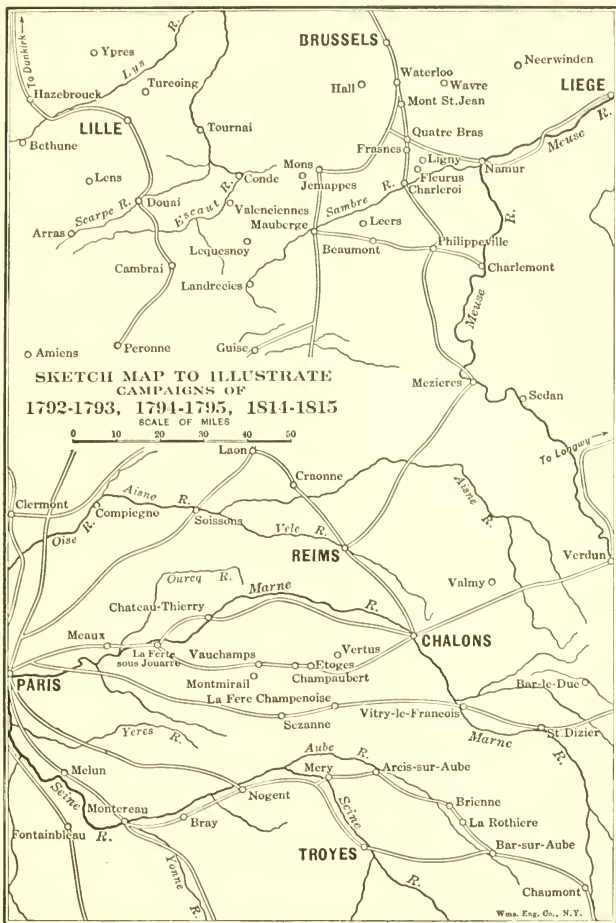 To Dunkirk
Ypres
Lys
R.
Hazebrouck
Turcoing
BRUSSELS
Neerwinden
Waterloo
Hall
Wavre
Mont St. Jean
LIEGE
LILLE
Bethune
Tournai
Quatre Bras
Frasnes
Meuse R.
Lens
Conde
Mons
Jemappes
Ligny
Fleurus
Namur
Scarpe R.
Douai
Escaut R.
Valenciennes
Sambre R.
Charleroi
Arras
Mauberge
Leers
R.
Lequesnoy
Beaumont
Philippeville
Cambrai
Landrecies
Charlemont
Meuse
Peronne
Guise
Amiens
SKETCH MAP TO ILLUSTRATE
CAMPAIGNS OF
1792-1793, 1794-1795, 1814-1815
SCALE OF MILES
0 10 20 30 40 50
Mezieres
Sedan
Laon
Craonne
To Longwy
Clermont
Aisne R.
Compiegne
Soissons
Aisne R.
Oise R.
Vele R.
REIMS
Verdun
Ourcq R.
Valmy
Marne R.
Chateau-Thierry
Meaux
La Ferte
sous Jouarre
Vauchamps
Vertus
CHALONS
Etoges
Champaubert
PARIS
Montmirail
Bar-le-Duc
La Fere Champenoise
Sezanne
Vitry-le-Francois
St. Dizier
Yeres R.
Marne R.
Aube R.
Melun
Mery
Arcis-sur-Aube
Seine R.
Montereau
Nogent
Brienne
Bray
Seine R.
La Rothiere
Fontainbleau
TROYES
Bar-sur-Aube
Yonne R.
Chaumont
Wms. Eng. Co., N.Y.